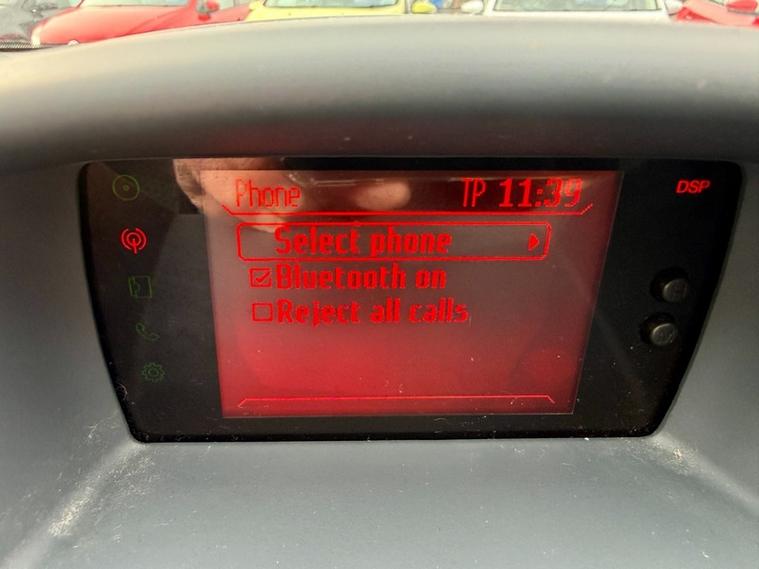 Phone TP 11:39 DSP
Select phone
Bluetooth on
Reject all calls